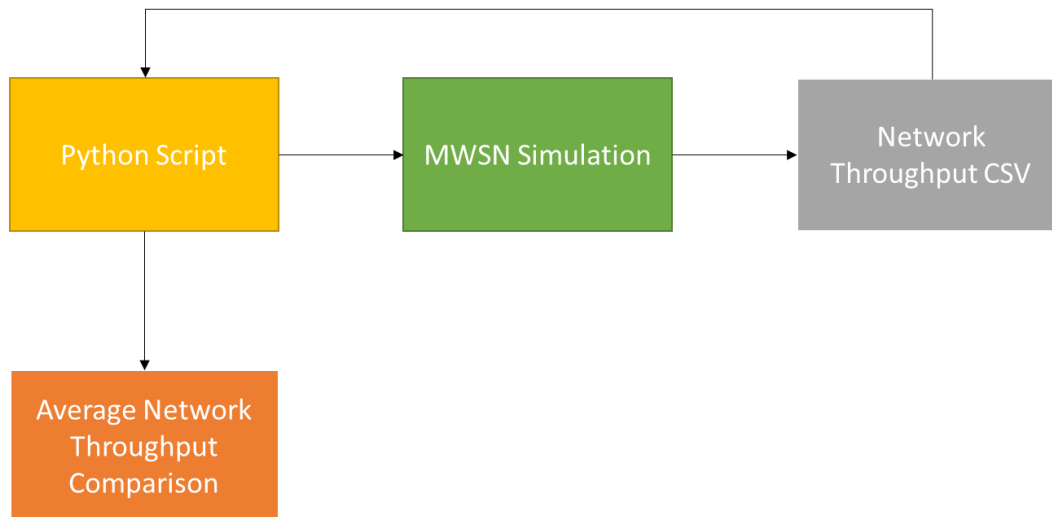 Python Script
MWSN Simulation
Network
Throughput CSV
Average Network
Throughput
Comparison